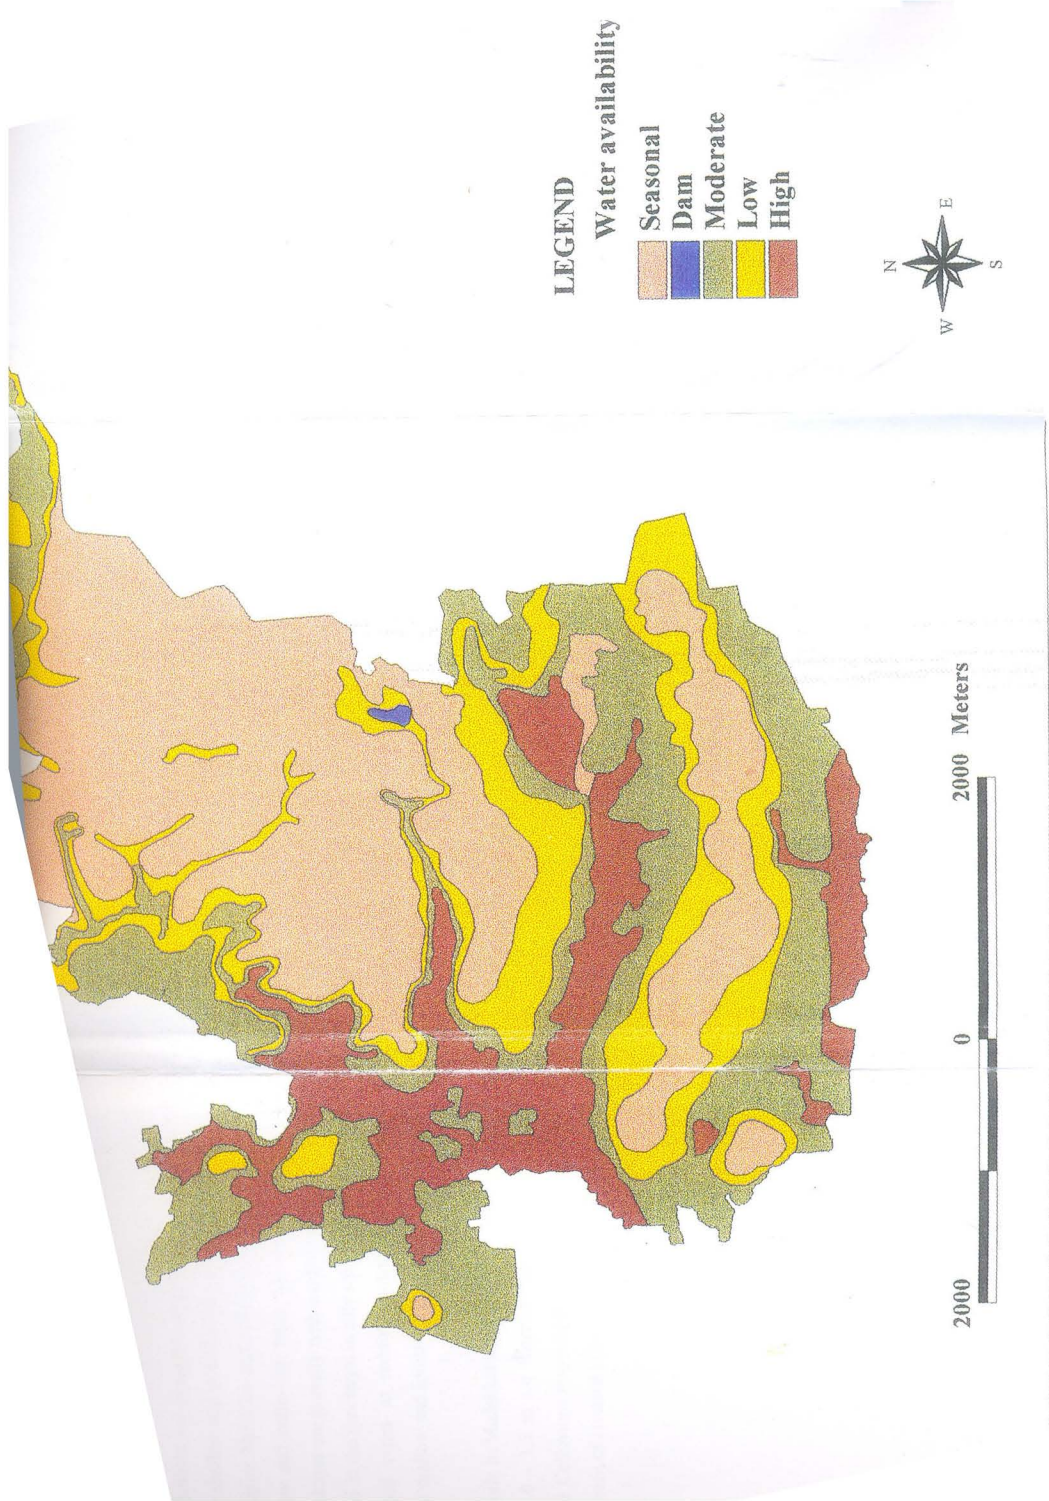 LEGEND
Water availability
Seasonal
Dam
Moderate
Low
High
N
W
E
S
2000
0
2000 Meters